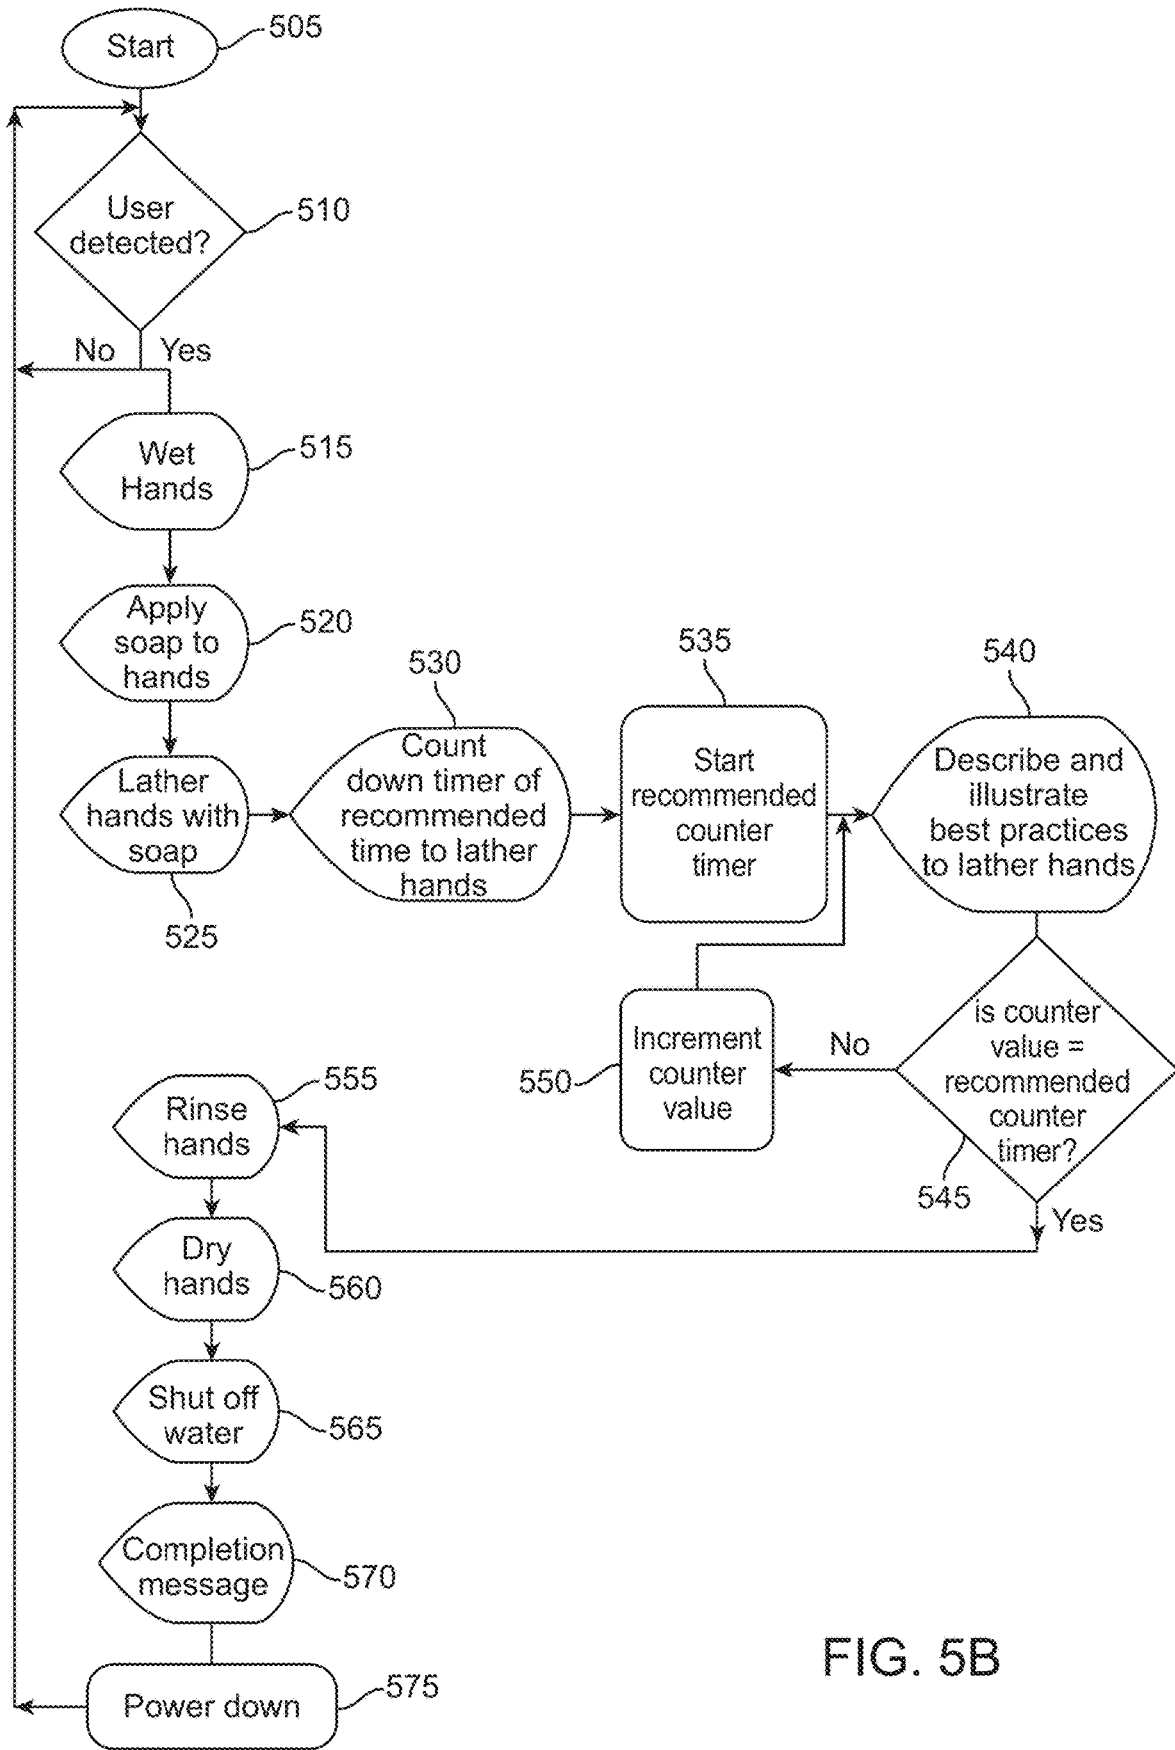 Start
505
User
detected?
510
No
Yes
Wet
Hands
515
Apply
soap to
hands
520
Lather
hands with
soap
525
530
Count
down timer of
recommended
time to lather
hands
535
Start
recommended
counter
timer
540
Describe and
illustrate
best practices
to lather hands
is counter
value =
recommended
counter
timer?
545
No
Yes
Increment
counter
value
550
Rinse
hands
555
Dry
hands
560
Shut off
water
565
Completion
message
570
Power down
575
FIG. 5B